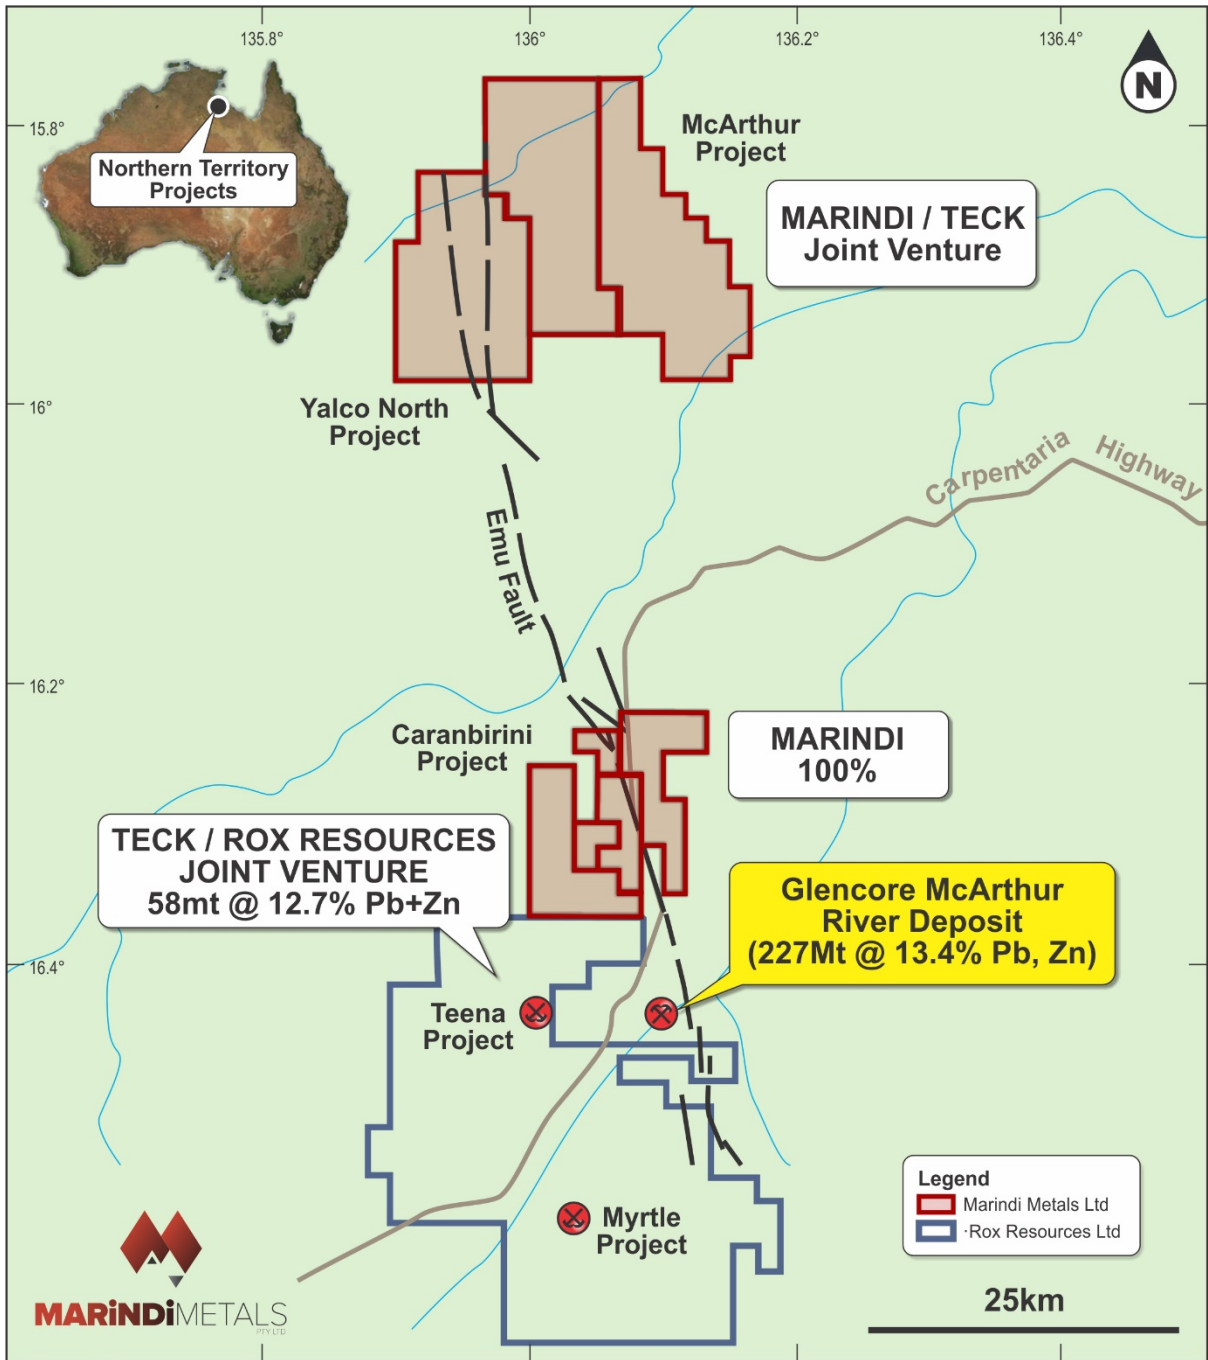 135.8°
136°
136.2°
136.4°
N
15.8°
McArthur
Project
Northern Territory
Projects
MARINDI / TECK
Joint Venture
16°
Yalco North
Project
Carpentaria Highway
Emu Fault
16.2°
Caranbirini
Project
MARINDI
100%
TECK / ROX RESOURCES
JOINT VENTURE
58mt @ 12.7% Pb+Zn
Glencore McArthur
River Deposit
(227Mt @ 13.4% Pb, Zn)
16.4°
Teena
Project
Legend
Marindi Metals Ltd
·Rox Resources Ltd
Myrtle
Project
25km
MARiNDiMETALS
PTY LTD